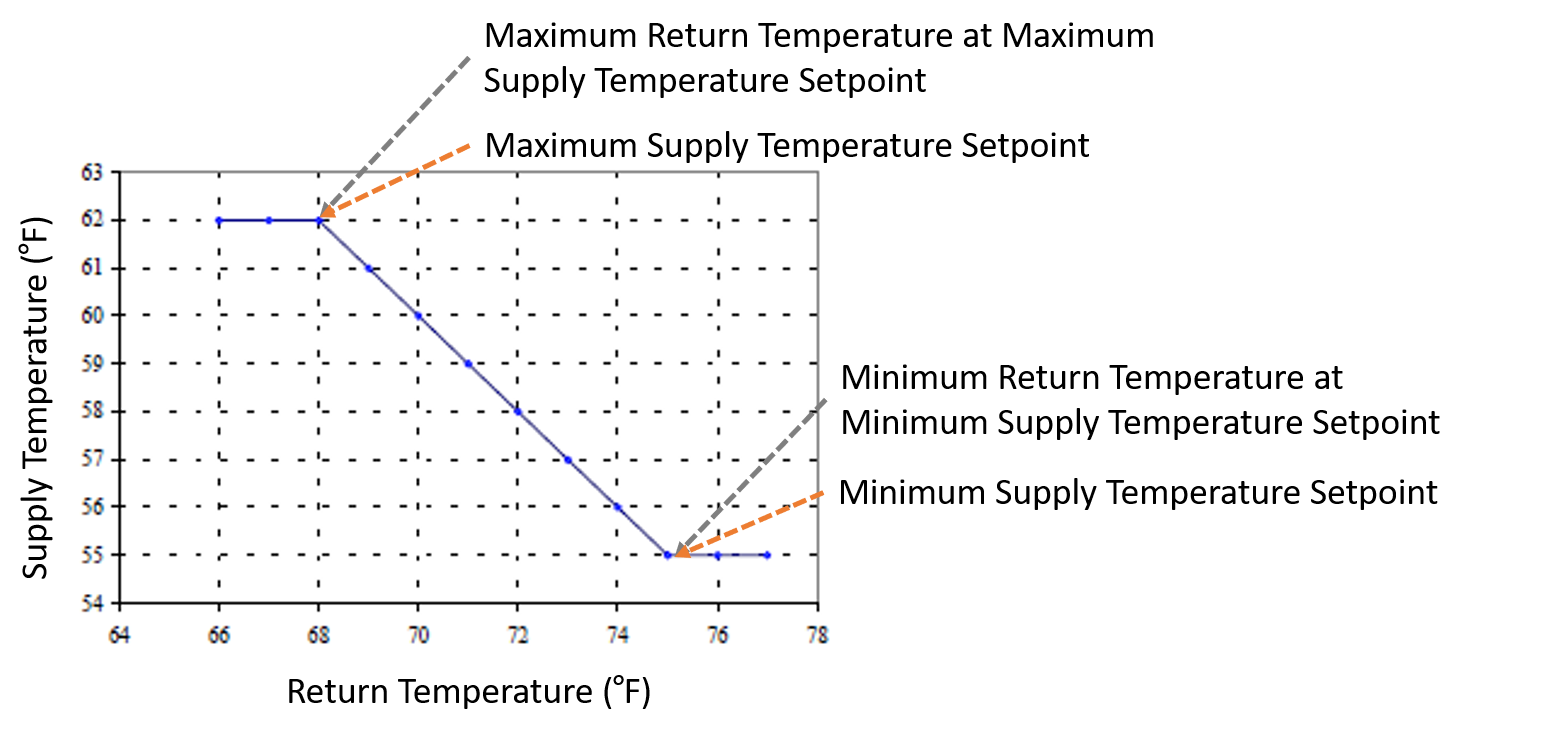 Maximum Return Temperature at Maximum
Supply Temperature Setpoint
Maximum Supply Temperature Setpoint
63
62
61
60
59
58
57
56
55
54
Supply Temperature (°F)
Minimum Return Temperature at
Minimum Supply Temperature Setpoint
Minimum Supply Temperature Setpoint
64 66 68 70 72 74 76 78
Return Temperature (°F)